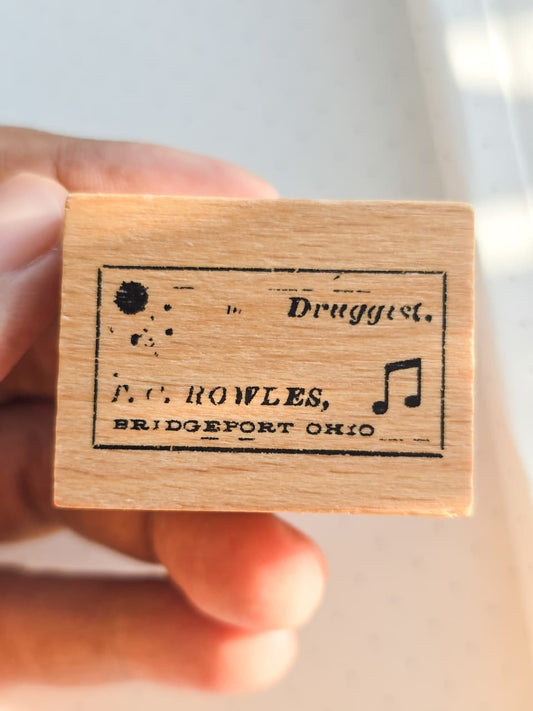 Druggist.
F. C. ROWLES,
BRIDGEPORT OHIO